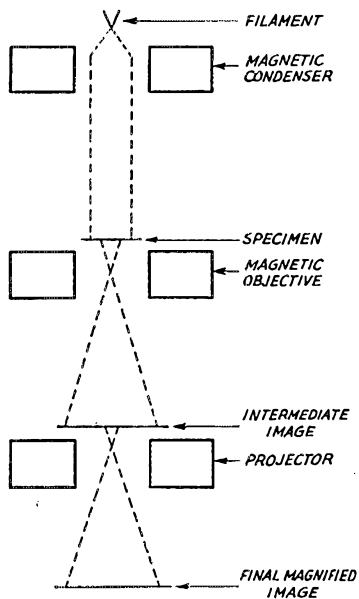 FILAMENT
MAGNETIC
CONDENSER
SPECIMEN
MAGNETIC
OBJECTIVE
INTERMEDIATE
IMAGE
PROJECTOR
FINAL MAGNIFIED
IMAGE